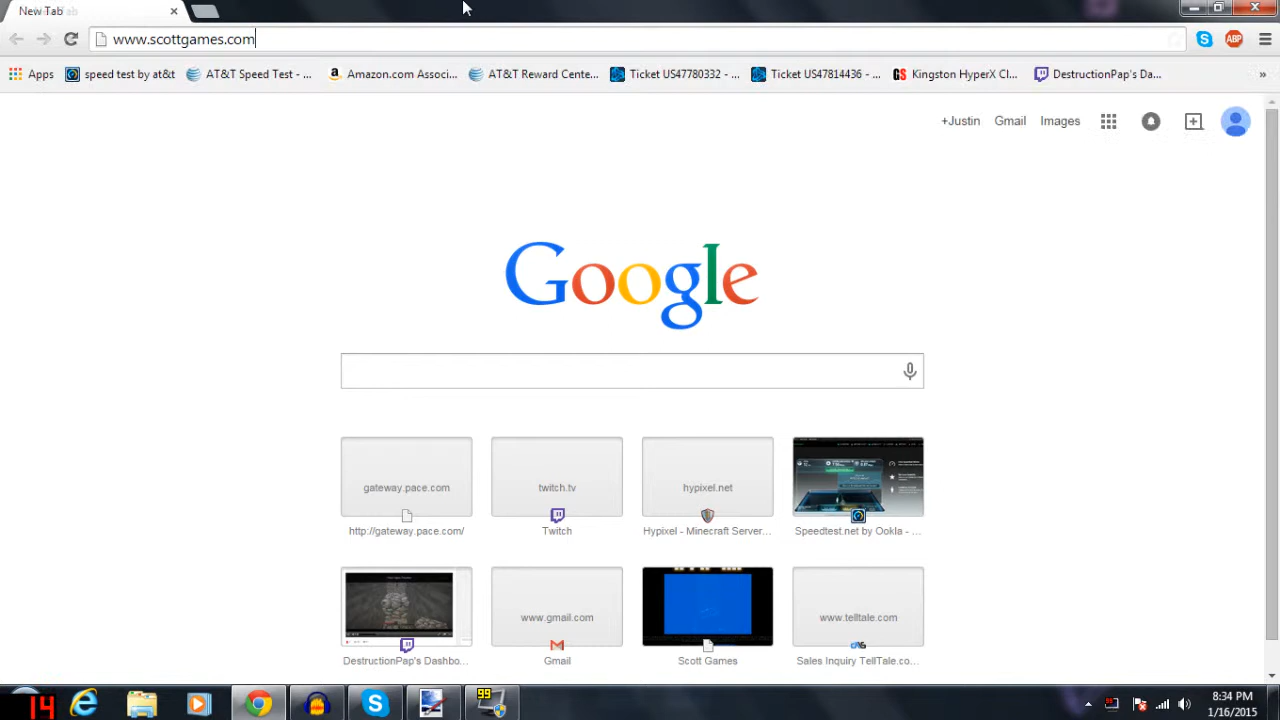 New Tab
www.scottgames.com
ABP
Apps
speed test by at&t
AT&T Speed Test - ...
Amazon.com Associ...
AT&T Reward Cente...
Ticket US47780332 - ...
Ticket US47814436 - ...
Kingston HyperX Cl...
DestructionPap's Da...
»
+Justin
Gmail
Images
Google
gateway.pace.com
twitch.tv
hypixel.net
http://gateway.pace.com/
Twitch
Hypixel - Minecraft Server...
Speedtest.net by Ookla - ...
www.gmail.com
www.telltale.com
DestructionPap's Dashbo...
Gmail
Scott Games
Sales Inquiry TellTale.co...
14
99
8:34 PM
1/16/2015